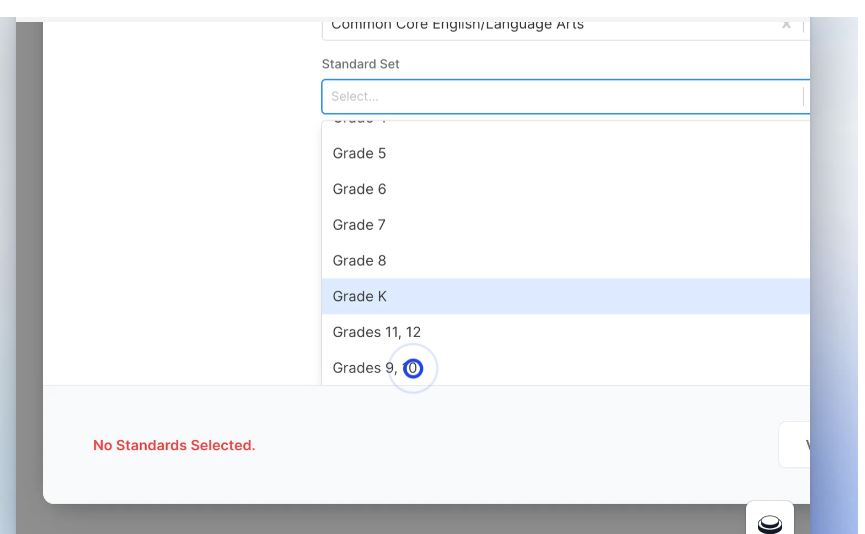 Common Core English/Language Arts
Standard Set
Select...
Grade 5
Grade 6
Grade 7
Grade 8
Grade K
Grades 11, 12
Grades 9, 10
No Standards Selected.